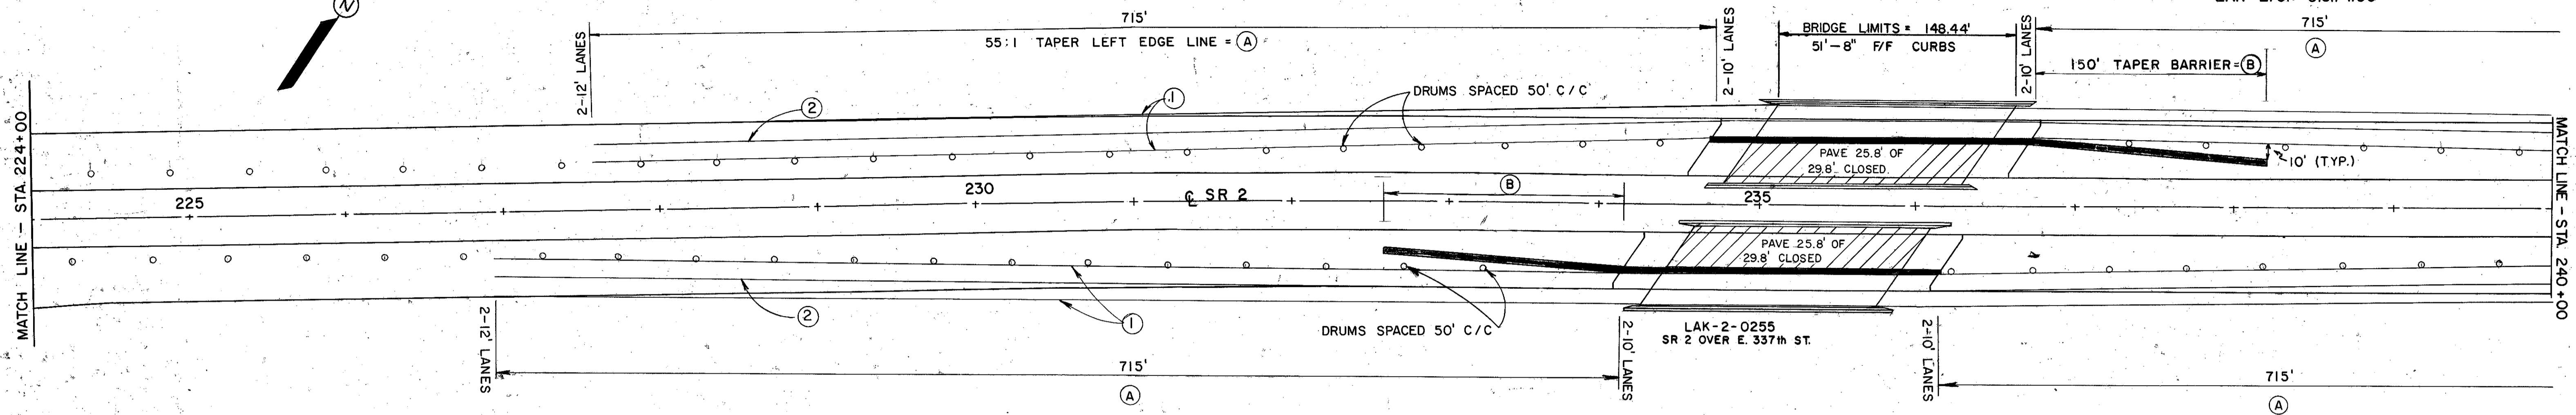 N
715'
55:1 TAPER LEFT EDGE LINE = A
2-12' LANES
2-10' LANES
BRIDGE LIMITS = 148.44'
51'-8" F/F CURBS
2-10' LANES
715'
A
150' TAPER BARRIER = B
MATCH LINE - STA. 224+00
2
1
DRUMS SPACED 50' C/C
PAVE 25.8' OF
29.8' CLOSED.
10' (TYP.)
MATCH LINE - STA. 240+00
225
230
℄ SR 2
B
235
PAVE 25.8' OF
29.8' CLOSED
2-12' LANES
2
1
DRUMS SPACED 50' C/C
2-10' LANES
LAK-2-0255
SR 2 OVER E. 337th ST.
2-10' LANES
715'
A
715'
A